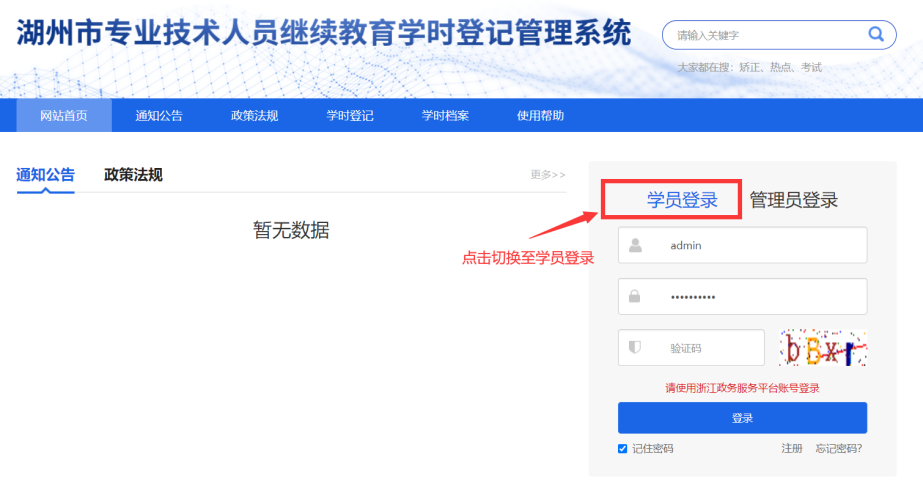 湖州市专业技术人员继续教育学时登记管理系统
请输入关键字
大家都在搜：矫正、热点、考试
网站首页 通知公告 政策法规 学时登记 学时档案 使用帮助
通知公告 政策法规 更多>>
暂无数据
学员登录 管理员登录
点击切换至学员登录
admin
••••••••••
验证码 bBxr
请使用浙江政务服务平台账号登录
登录
记住密码 注册 忘记密码?